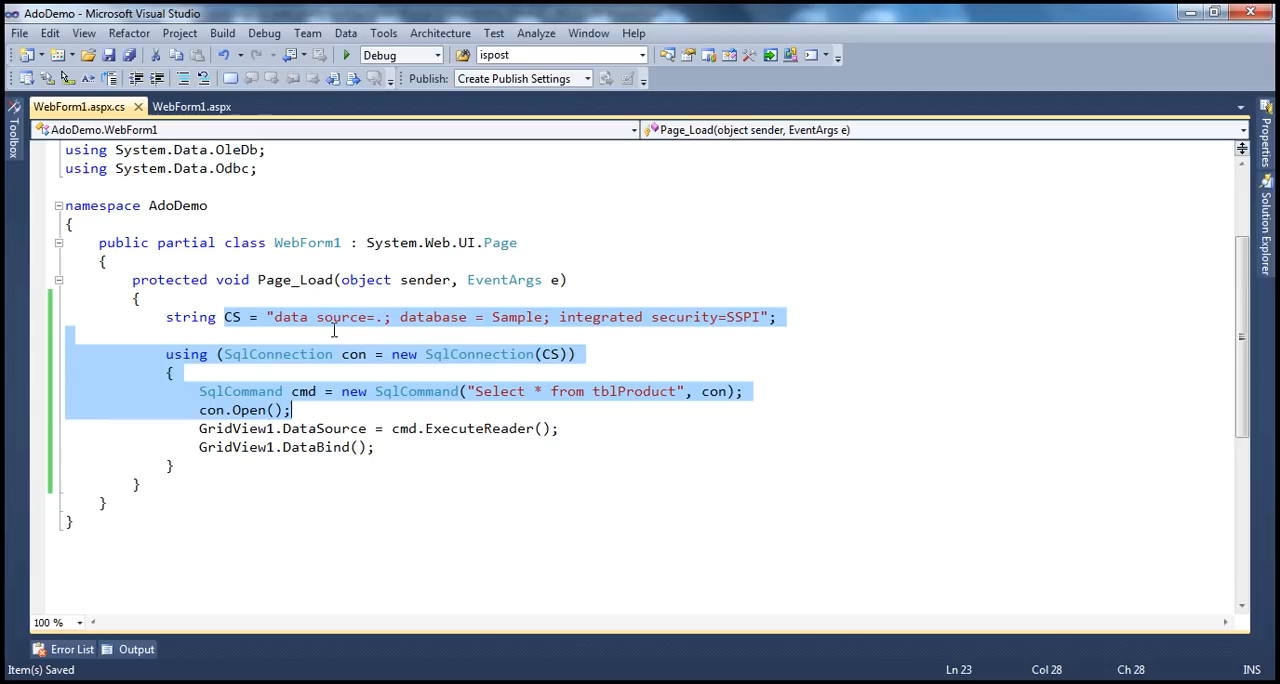 AdoDemo - Microsoft Visual Studio
File Edit View Refactor Project Build Debug Team Data Tools Architecture Test Analyze Window Help
Debug ispost
Publish: Create Publish Settings
WebForm1.aspx.cs WebForm1.aspx
AdoDemo.WebForm1 Page_Load(object sender, EventArgs e)
Toolbox
Properties
Solution Explorer
using System.Data.OleDb;
using System.Data.Odbc;
namespace AdoDemo
{
public partial class WebForm1 : System.Web.UI.Page
{
protected void Page_Load(object sender, EventArgs e)
{
string CS = "data source=.; database = Sample; integrated security=SSPI";
using (SqlConnection con = new SqlConnection(CS))
{
SqlCommand cmd = new SqlCommand("Select * from tblProduct", con);
con.Open();
GridView1.DataSource = cmd.ExecuteReader();
GridView1.DataBind();
}
}
}
}
100 %
Error List Output
Item(s) Saved Ln 23 Col 28 Ch 28 INS